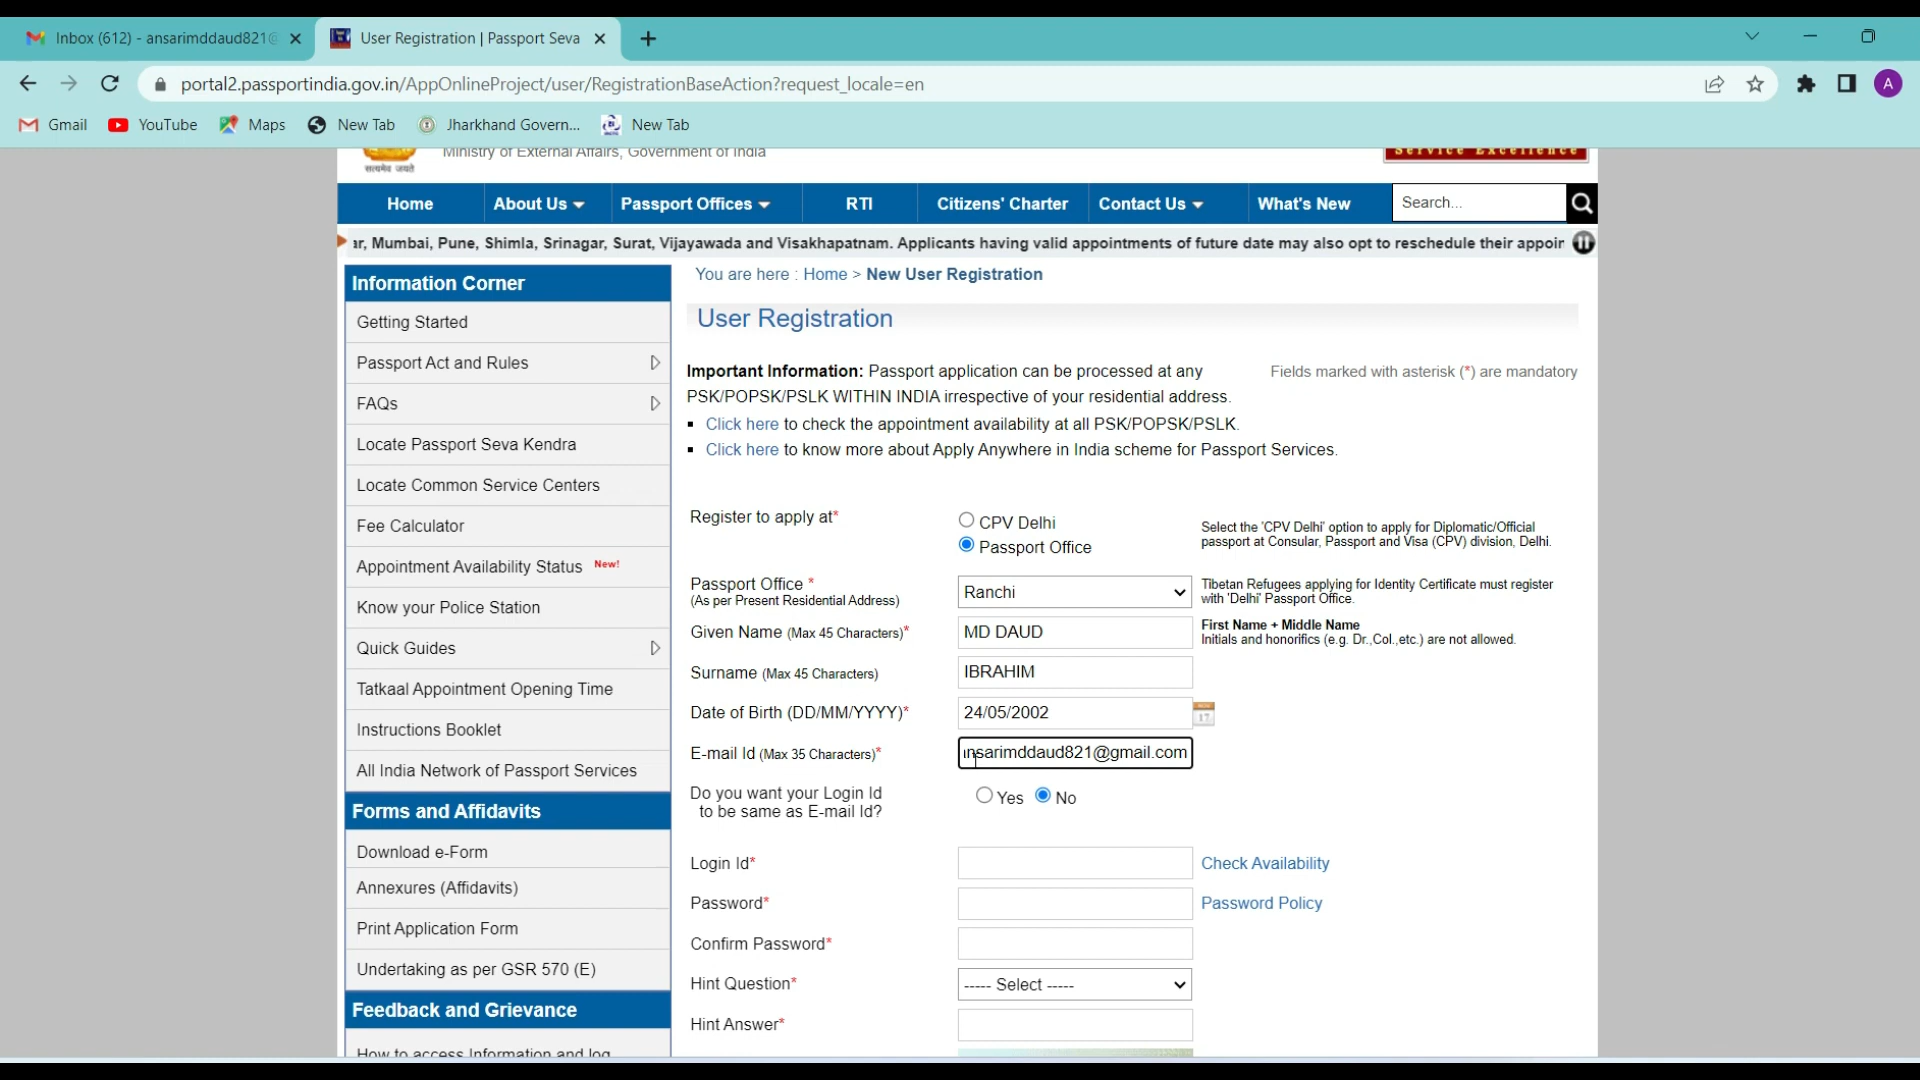 Inbox (612) - ansarimddaud821@
User Registration | Passport Seva
portal2.passportindia.gov.in/AppOnlineProject/user/RegistrationBaseAction?request_locale=en
A
Gmail YouTube Maps New Tab Jharkhand Govern... New Tab
सत्यमेव जयते
Ministry of External Affairs, Government of India
Service Excellence
Home About Us Passport Offices RTI Citizens' Charter Contact Us What's New Search...
ar, Mumbai, Pune, Shimla, Srinagar, Surat, Vijayawada and Visakhapatnam. Applicants having valid appointments of future date may also opt to reschedule their appoin
Information Corner
Getting Started
Passport Act and Rules
FAQs
Locate Passport Seva Kendra
Locate Common Service Centers
Fee Calculator
Appointment Availability Status New!
Know your Police Station
Quick Guides
Tatkaal Appointment Opening Time
Instructions Booklet
All India Network of Passport Services
Forms and Affidavits
Download e-Form
Annexures (Affidavits)
Print Application Form
Undertaking as per GSR 570 (E)
Feedback and Grievance
How to access Information and log
You are here : Home > New User Registration
User Registration
Important Information: Passport application can be processed at any
PSK/POPSK/PSLK WITHIN INDIA irrespective of your residential address.
Fields marked with asterisk (*) are mandatory
▪ Click here to check the appointment availability at all PSK/POPSK/PSLK.
▪ Click here to know more about Apply Anywhere in India scheme for Passport Services.
Register to apply at*
CPV Delhi
Passport Office
Select the 'CPV Delhi' option to apply for Diplomatic/Official
passport at Consular, Passport and Visa (CPV) division, Delhi.
Passport Office *
(As per Present Residential Address)
Ranchi
Tibetan Refugees applying for Identity Certificate must register
with 'Delhi' Passport Office.
Given Name (Max 45 Characters)*
MD DAUD
First Name + Middle Name
Initials and honorifics (e.g. Dr.,Col.,etc.) are not allowed.
Surname (Max 45 Characters)
IBRAHIM
Date of Birth (DD/MM/YYYY)*
24/05/2002
17
E-mail Id (Max 35 Characters)*
nsarimddaud821@gmail.com
Do you want your Login Id
to be same as E-mail Id?
Yes No
Login Id*
Check Availability
Password*
Password Policy
Confirm Password*
Hint Question*
----- Select -----
Hint Answer*